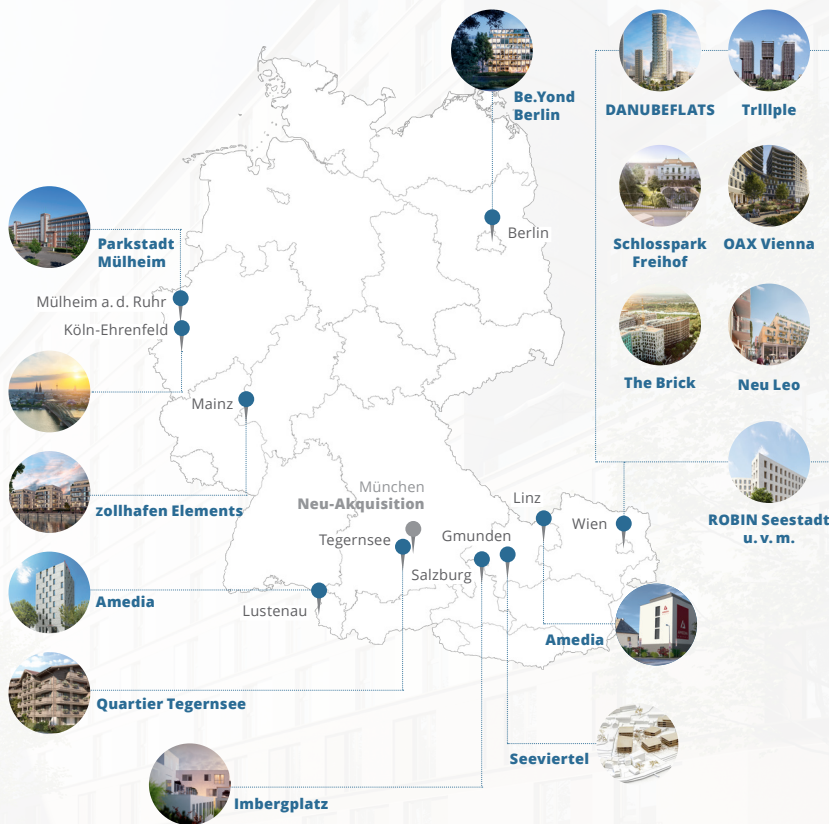 Be.Yond
Berlin
DANUBEFLATS
Trlllple
Schlosspark
Freihof
OAX Vienna
The Brick
Neu Leo
ROBIN Seestadt
u. v. m.
Parkstadt
Mülheim
Berlin
Mülheim a. d. Ruhr
Köln-Ehrenfeld
Mainz
zollhafen Elements
München
Neu-Akquisition
Linz
Wien
Tegernsee
Gmunden
Salzburg
Amedia
Lustenau
Amedia
Quartier Tegernsee
Seeviertel
Imbergplatz